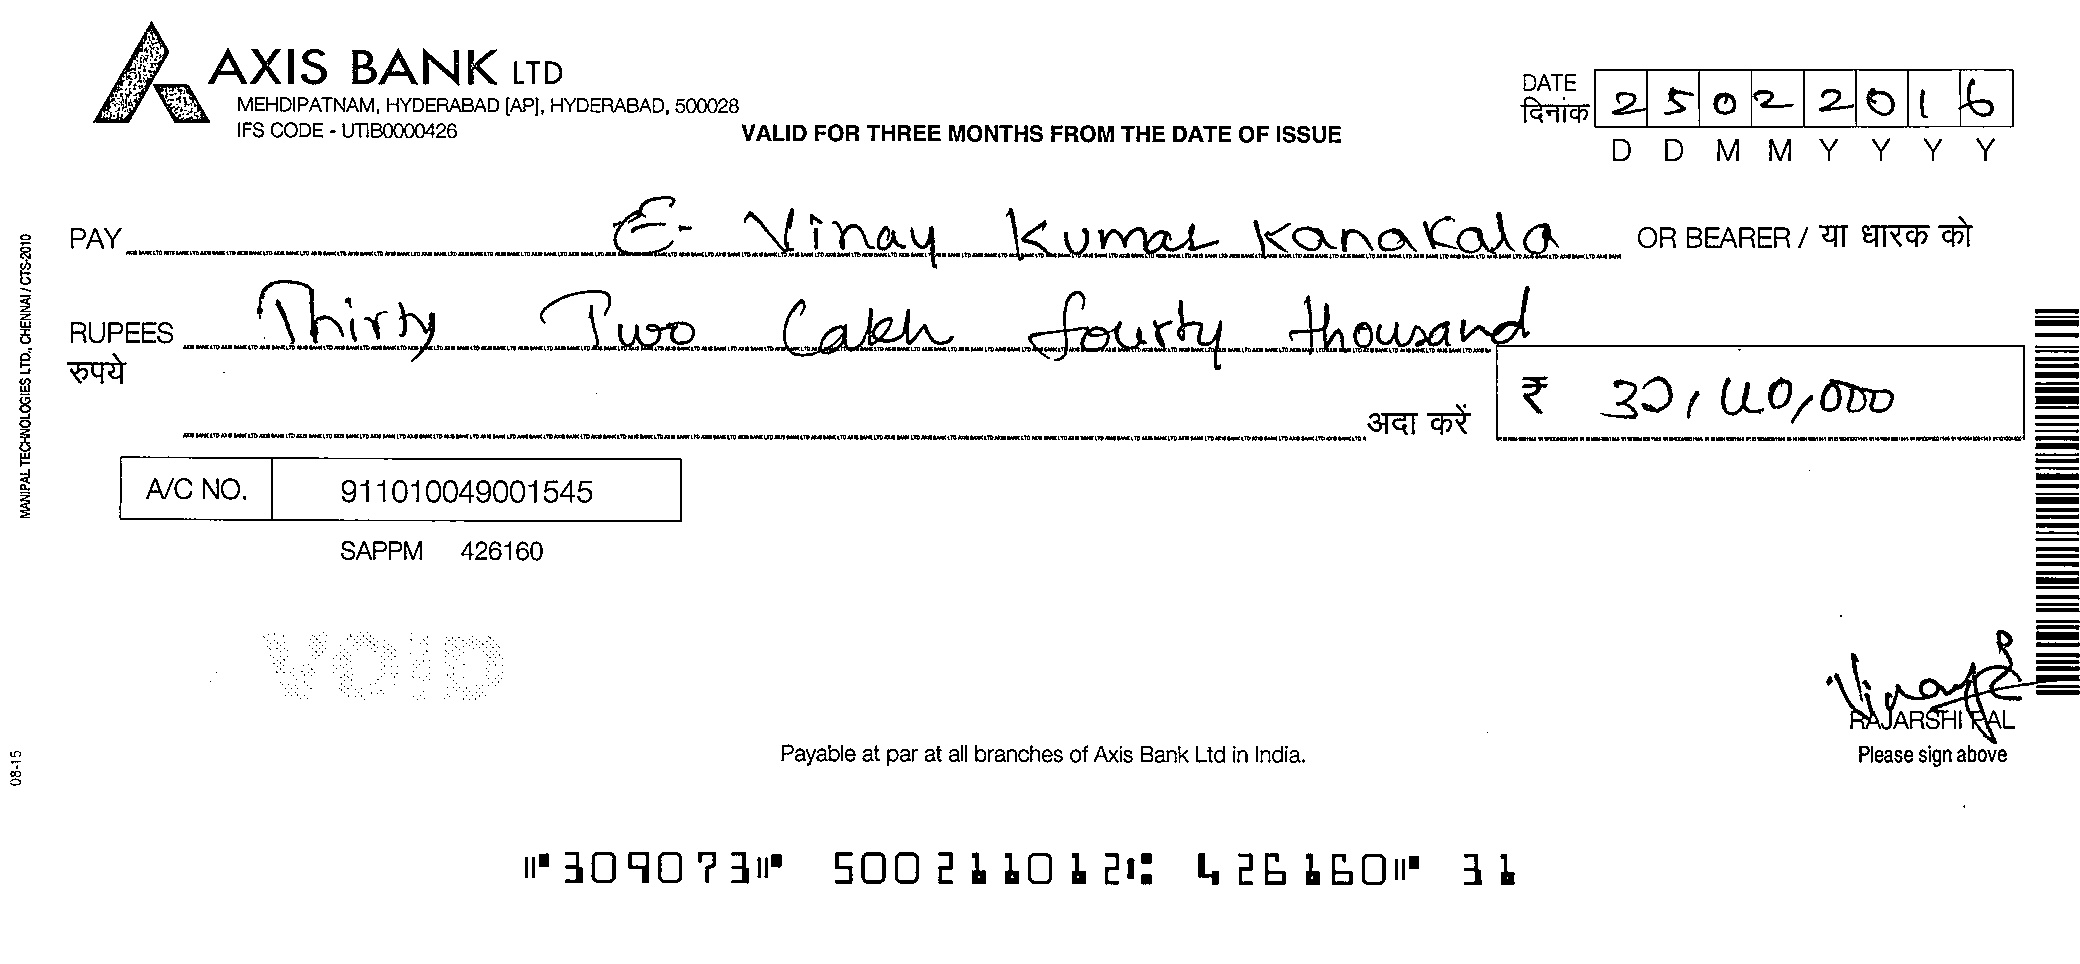 AXIS BANK LTD
MEHDIPATNAM, HYDERABAD [AP], HYDERABAD, 500028
IFS CODE - UTIB0000426
VALID FOR THREE MONTHS FROM THE DATE OF ISSUE
DATE
दिनांक 2 5 0 2 2 0 1 6
D D M M Y Y Y Y
PAY E. Vinay Kumar Kanakala OR BEARER / या धारक को
RUPEES Thirty Two Lakh fourty thousand
रुपये
अदा करें ₹ 32,40,000
A/C NO. 911010049001545
SAPPM 426160
VOID
Vinay
RAJARSHI PAL
Please sign above
Payable at par at all branches of Axis Bank Ltd in India.
⑈309073⑈ 500211012⑆ 426160⑈ 31
MANIPAL TECHNOLOGIES LTD, CHENNAI / CTS-2010
08-15